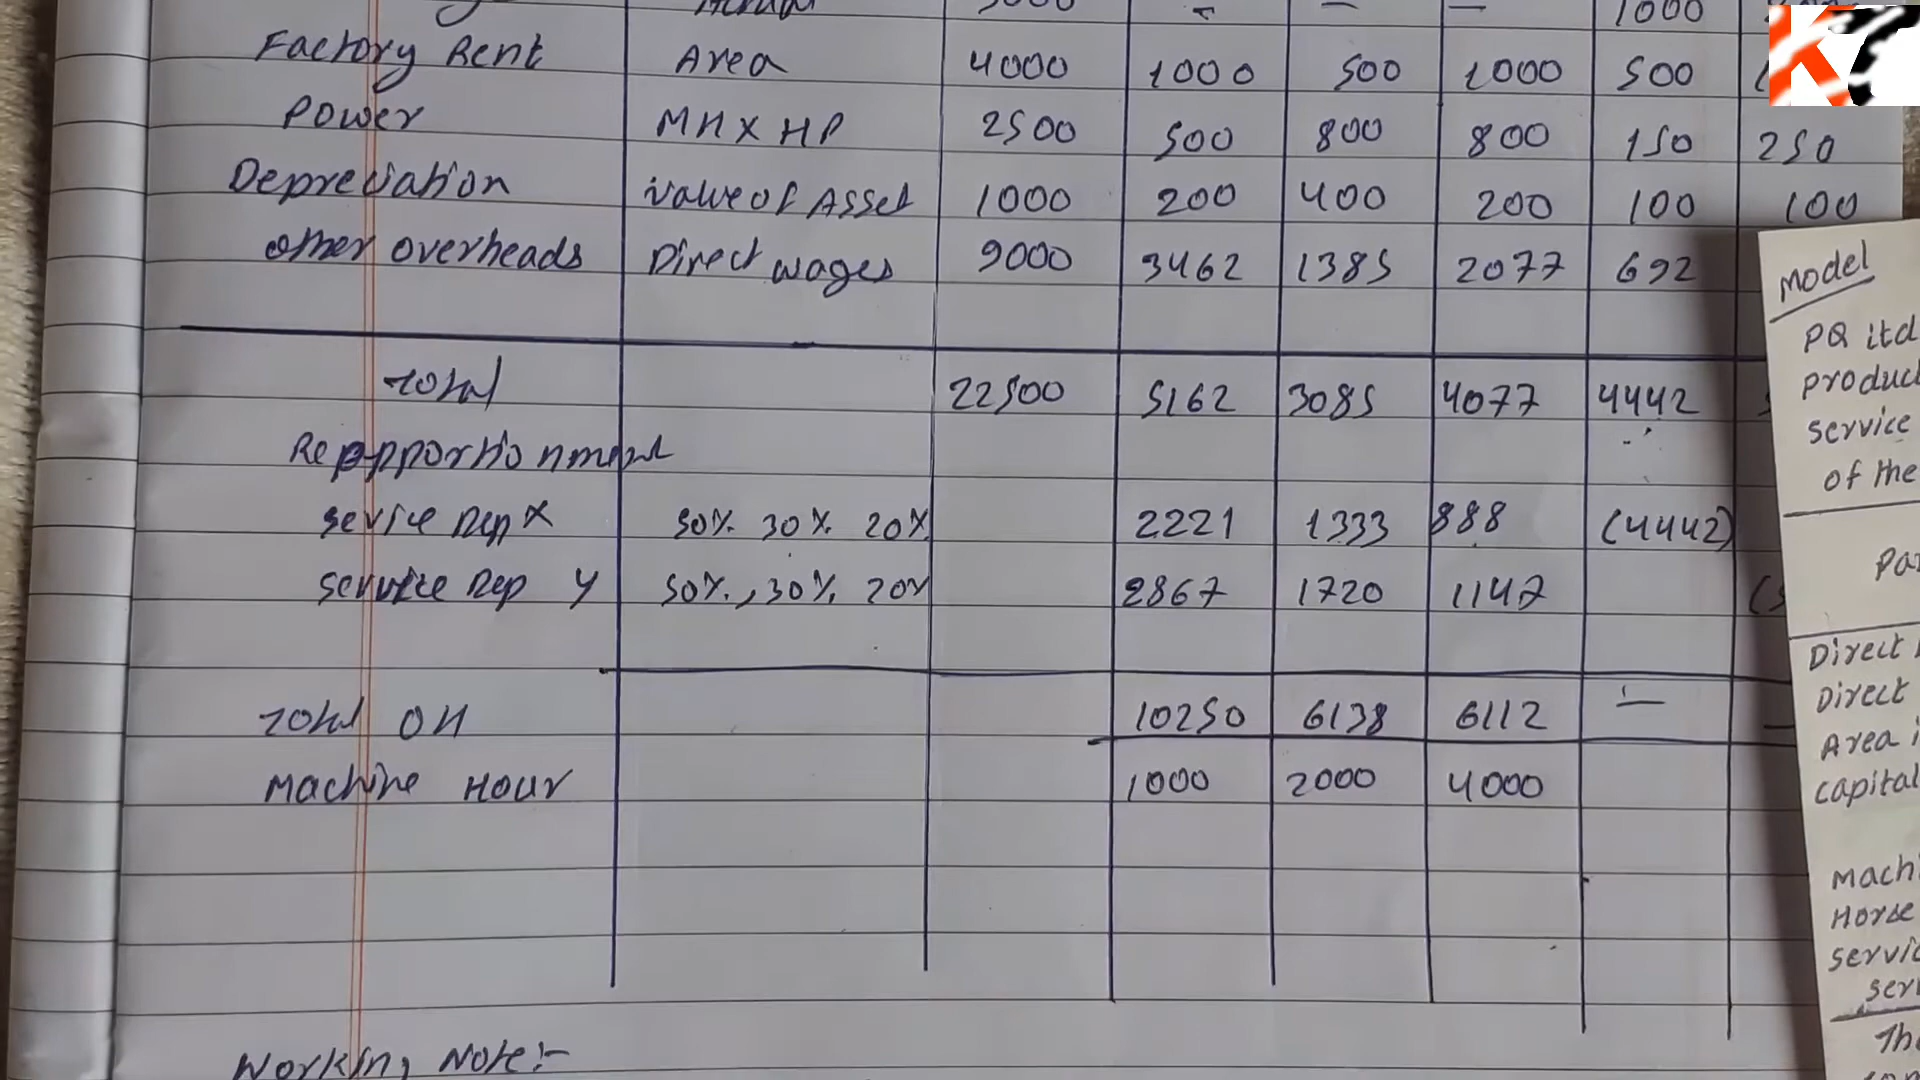 1000
Factory Rent Area 4000 1000 500 1000 500
Power MH X HP 2500 500 800 800 150 250
Depreciation value of Asset 1000 200 400 200 100 100
other overheads Direct wages 9000 3462 1385 2077 692
Total 22500 5162 3085 4077 4442
Reapportionment
Sevice Dep X 50% 30% 20% 2221 1333 888 (4442)
Service Dep Y 50%, 30% 20% 2867 1720 1147
Total OH 10250 6138 6112 —
Machine Hour 1000 2000 4000
Working Note:-
Model
PQ ltd
product
service
of the
Direct
Direct
Area
capital
Horse